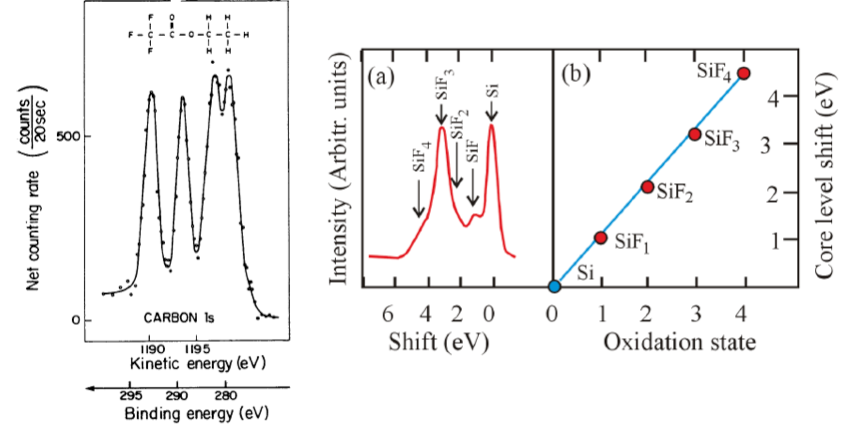 F O H H
F-C-C-O-C-C-H
F H H
Net counting rate (counts/20sec)
500
0
CARBON 1s
1190 1195
Kinetic energy (eV)
295 290 280
Binding energy (eV)
(a)
Intensity (Arbitr. units)
SiF4
SiF3
SiF2
SiF
Si
6 4 2 0
Shift (eV)
(b)
SiF4
SiF3
SiF2
SiF1
Si
4
3
2
1
Core level shift (eV)
0 1 2 3 4
Oxidation state